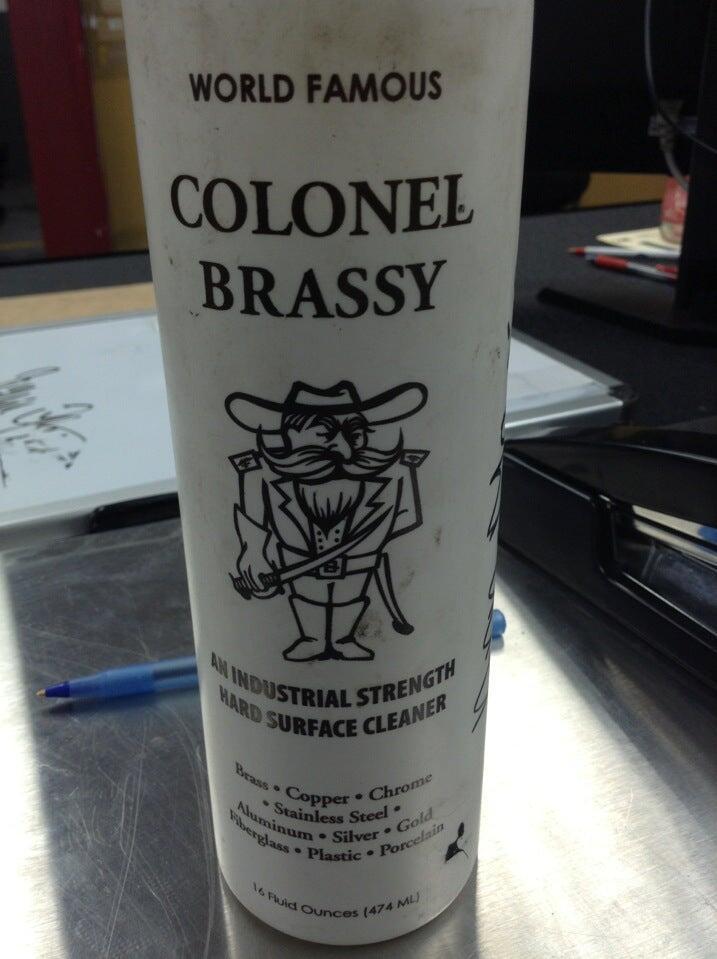 WORLD FAMOUS
COLONEL®
BRASSY
AN INDUSTRIAL STRENGTH
HARD SURFACE CLEANER
Brass • Copper • Chrome
• Stainless Steel •
Aluminum • Silver • Gold
Fiberglass • Plastic • Porcelain
16 Fluid Ounces (474 ML)